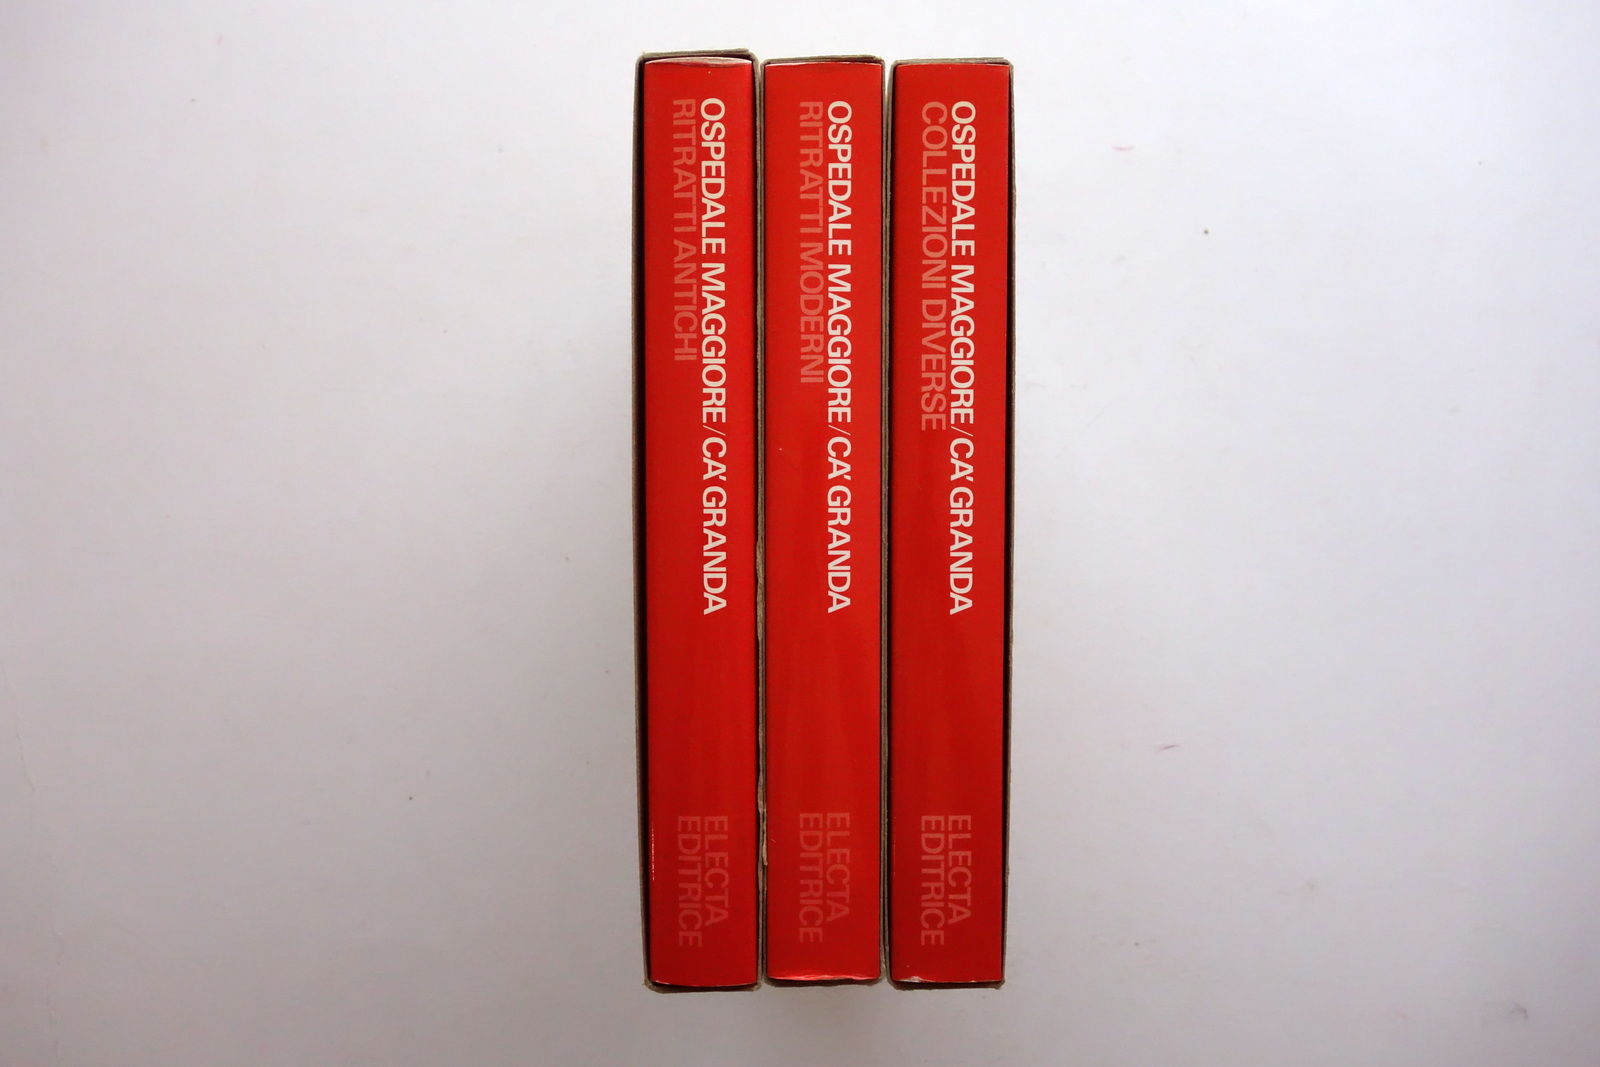 OSPEDALE MAGGIORE/CA' GRANDA
RITRATTI ANTICHI
ELECTA
EDITRICE
OSPEDALE MAGGIORE/CA' GRANDA
RITRATTI MODERNI
ELECTA
EDITRICE
OSPEDALE MAGGIORE/CA' GRANDA
COLLEZIONI DIVERSE
ELECTA
EDITRICE